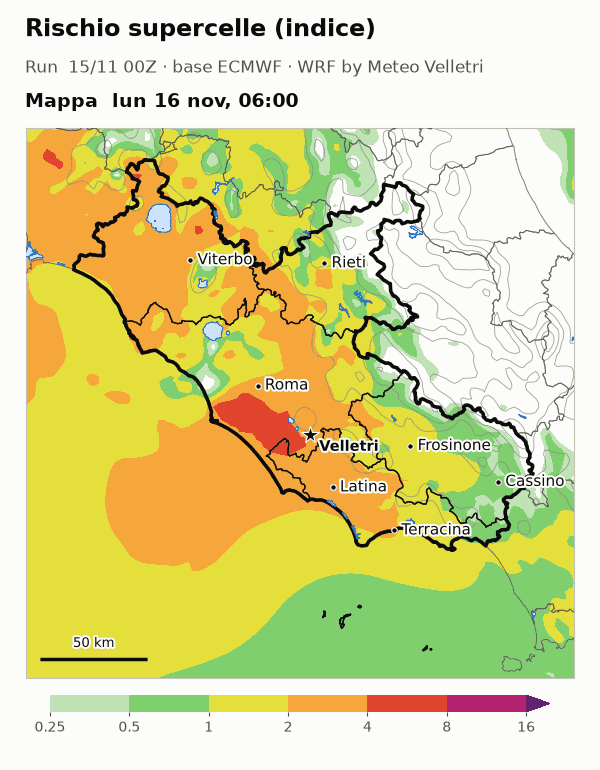 Rischio supercelle (indice)
Run  15/11 00Z · base ECMWF · WRF by Meteo Velletri
Mappa  lun 16 nov, 06:00
Viterbo
Rieti
Roma
Velletri
Frosinone
Cassino
Latina
Terracina
50 km
0.25 0.5 1 2 4 8 16